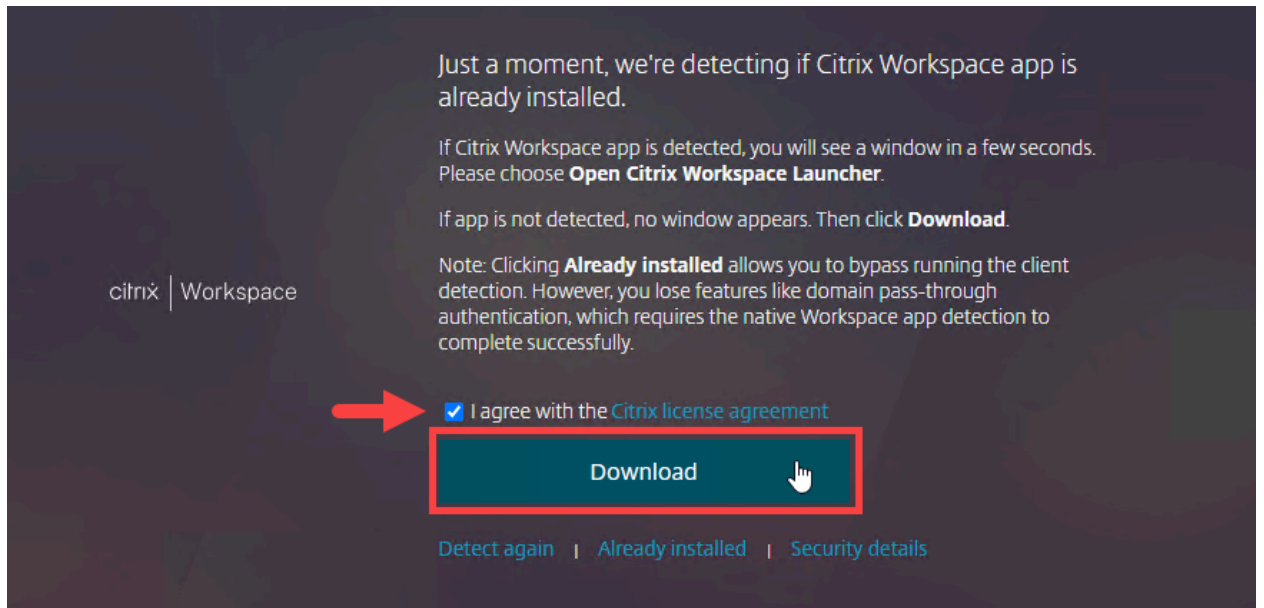 Just a moment, we're detecting if Citrix Workspace app is
already installed.
If Citrix Workspace app is detected, you will see a window in a few seconds.
Please choose Open Citrix Workspace Launcher.
If app is not detected, no window appears. Then click Download.
Note: Clicking Already installed allows you to bypass running the client
detection. However, you lose features like domain pass-through
authentication, which requires the native Workspace app detection to
complete successfully.
citrix | Workspace
I agree with the Citrix license agreement
Download
Detect again | Already installed | Security details